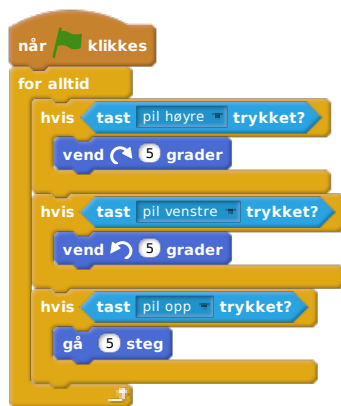 når klikkes
for alltid
hvis tast pil høyre trykket?
vend 5 grader
hvis tast pil venstre trykket?
vend 5 grader
hvis tast pil opp trykket?
gå 5 steg